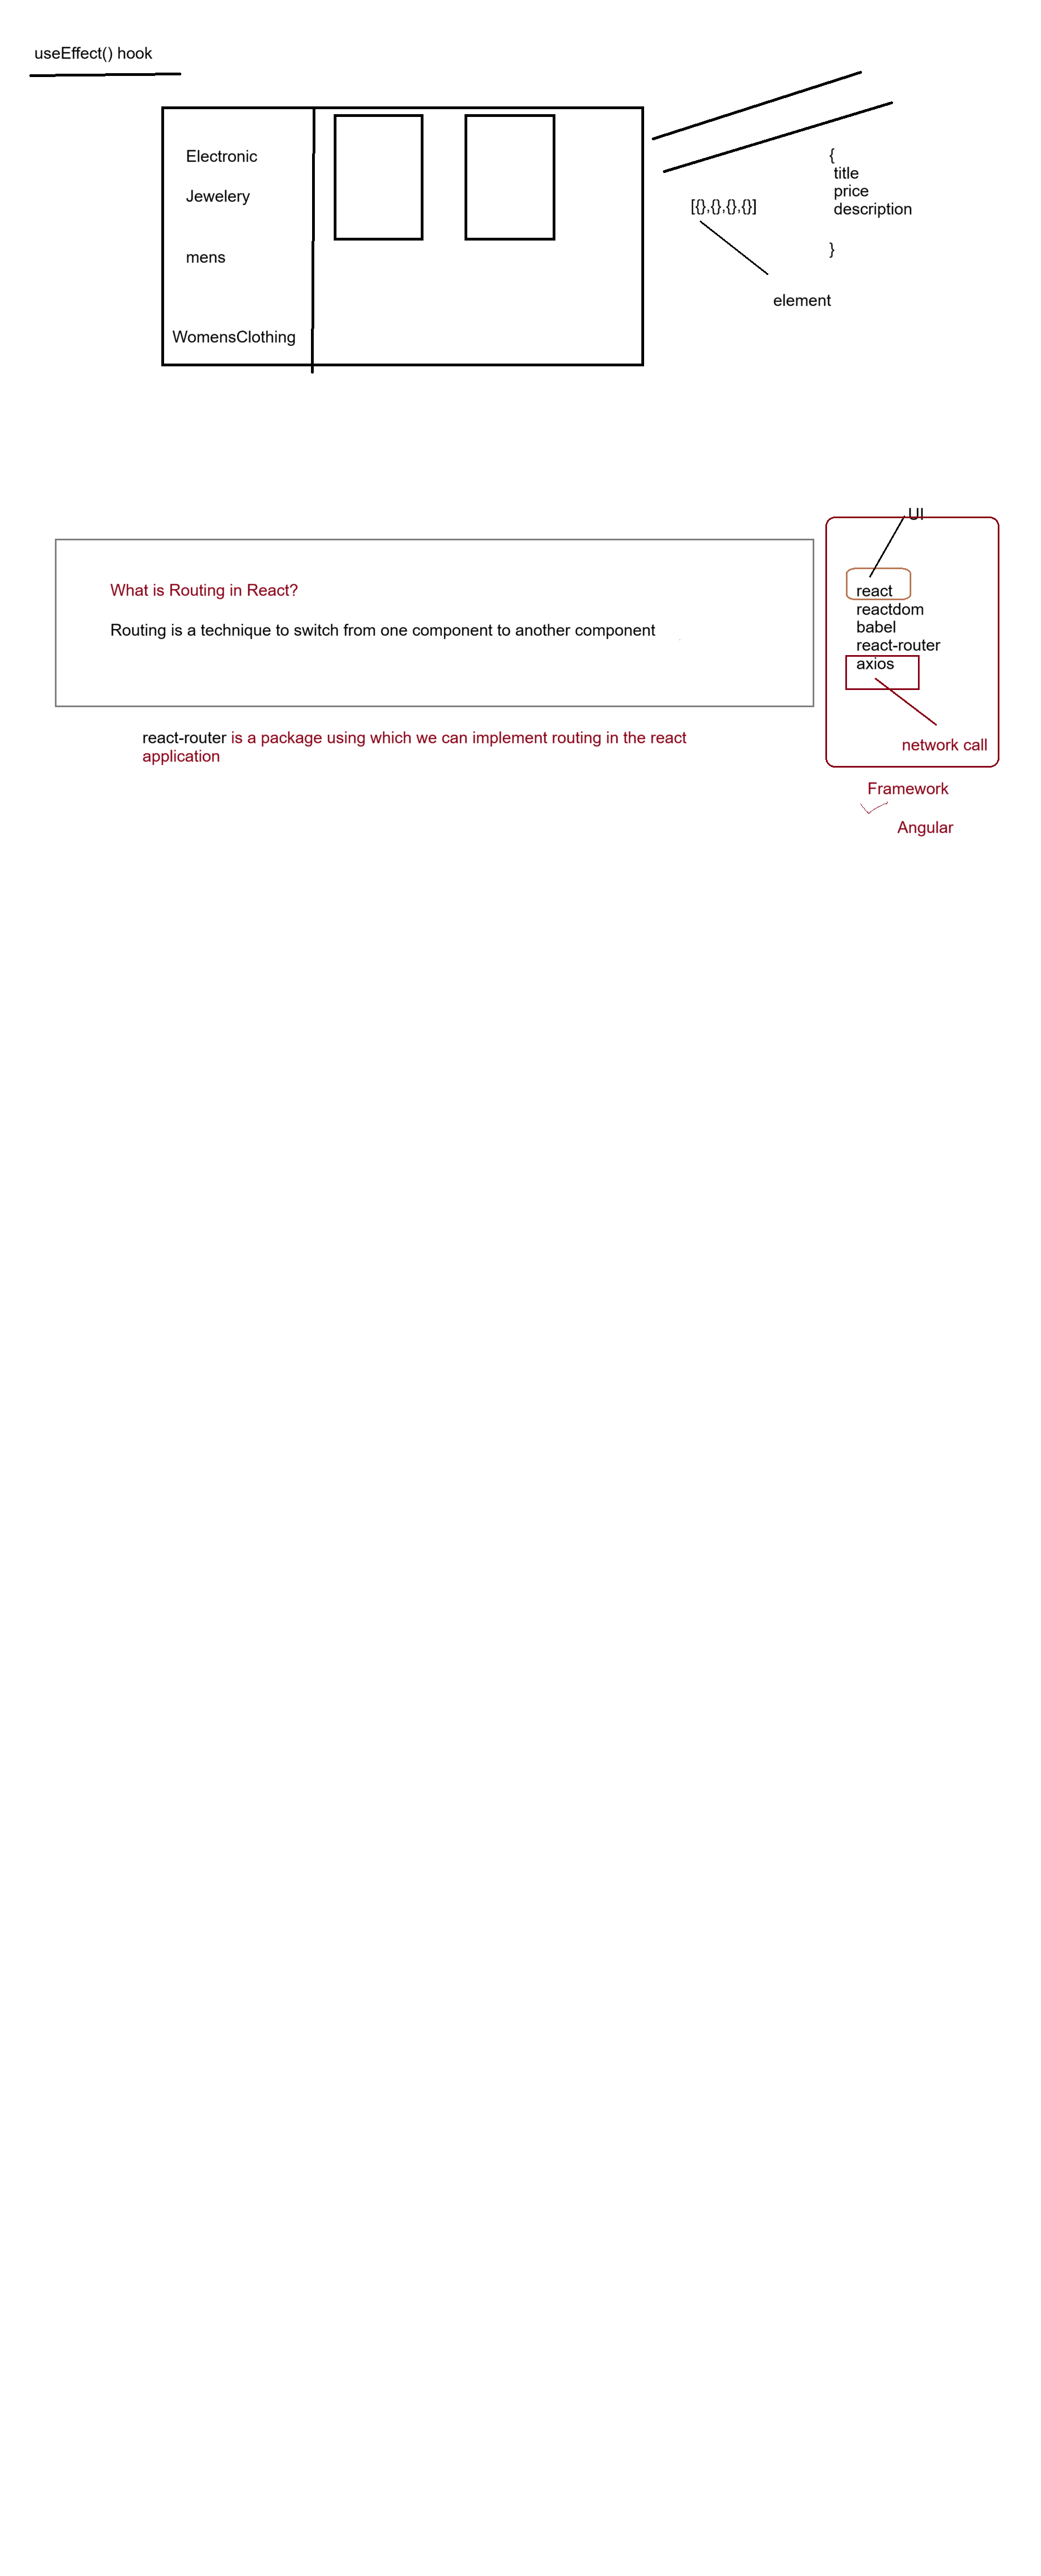 useEffect() hook
Electronic
Jewelery
mens
WomensClothing
[{},{},{},{}]
element
{
title
price
description
}
What is Routing in React?
Routing is a technique to switch from one component to another component
react-router is a package using which we can implement routing in the react
application
UI
react
reactdom
babel
react-router
axios
network call
Framework
Angular